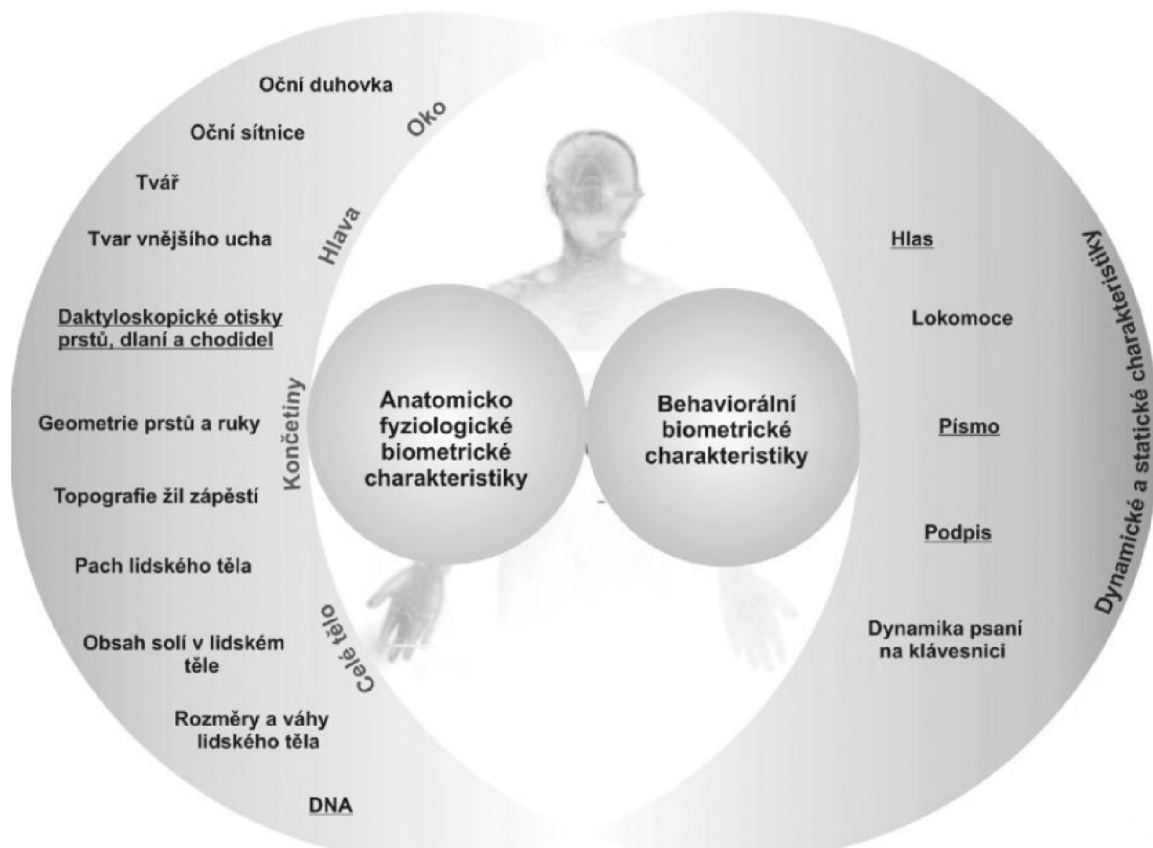 Oční duhovka
Oční sítnice
Tvář
Tvar vnějšího ucha
Daktyloskopické otisky
prstů, dlaní a chodidel
Geometrie prstů a ruky
Topografie žil zápěstí
Pach lidského těla
Obsah solí v lidském
těle
Rozměry a váhy
lidského těla
DNA
Oko
Hlava
Končetiny
Celé tělo
Anatomicko
fyziologické
biometrické
charakteristiky
Behaviorální
biometrické
charakteristiky
Hlas
Lokomoce
Písmo
Podpis
Dynamika psaní
na klávesnici
Dynamické a statické charakteristiky